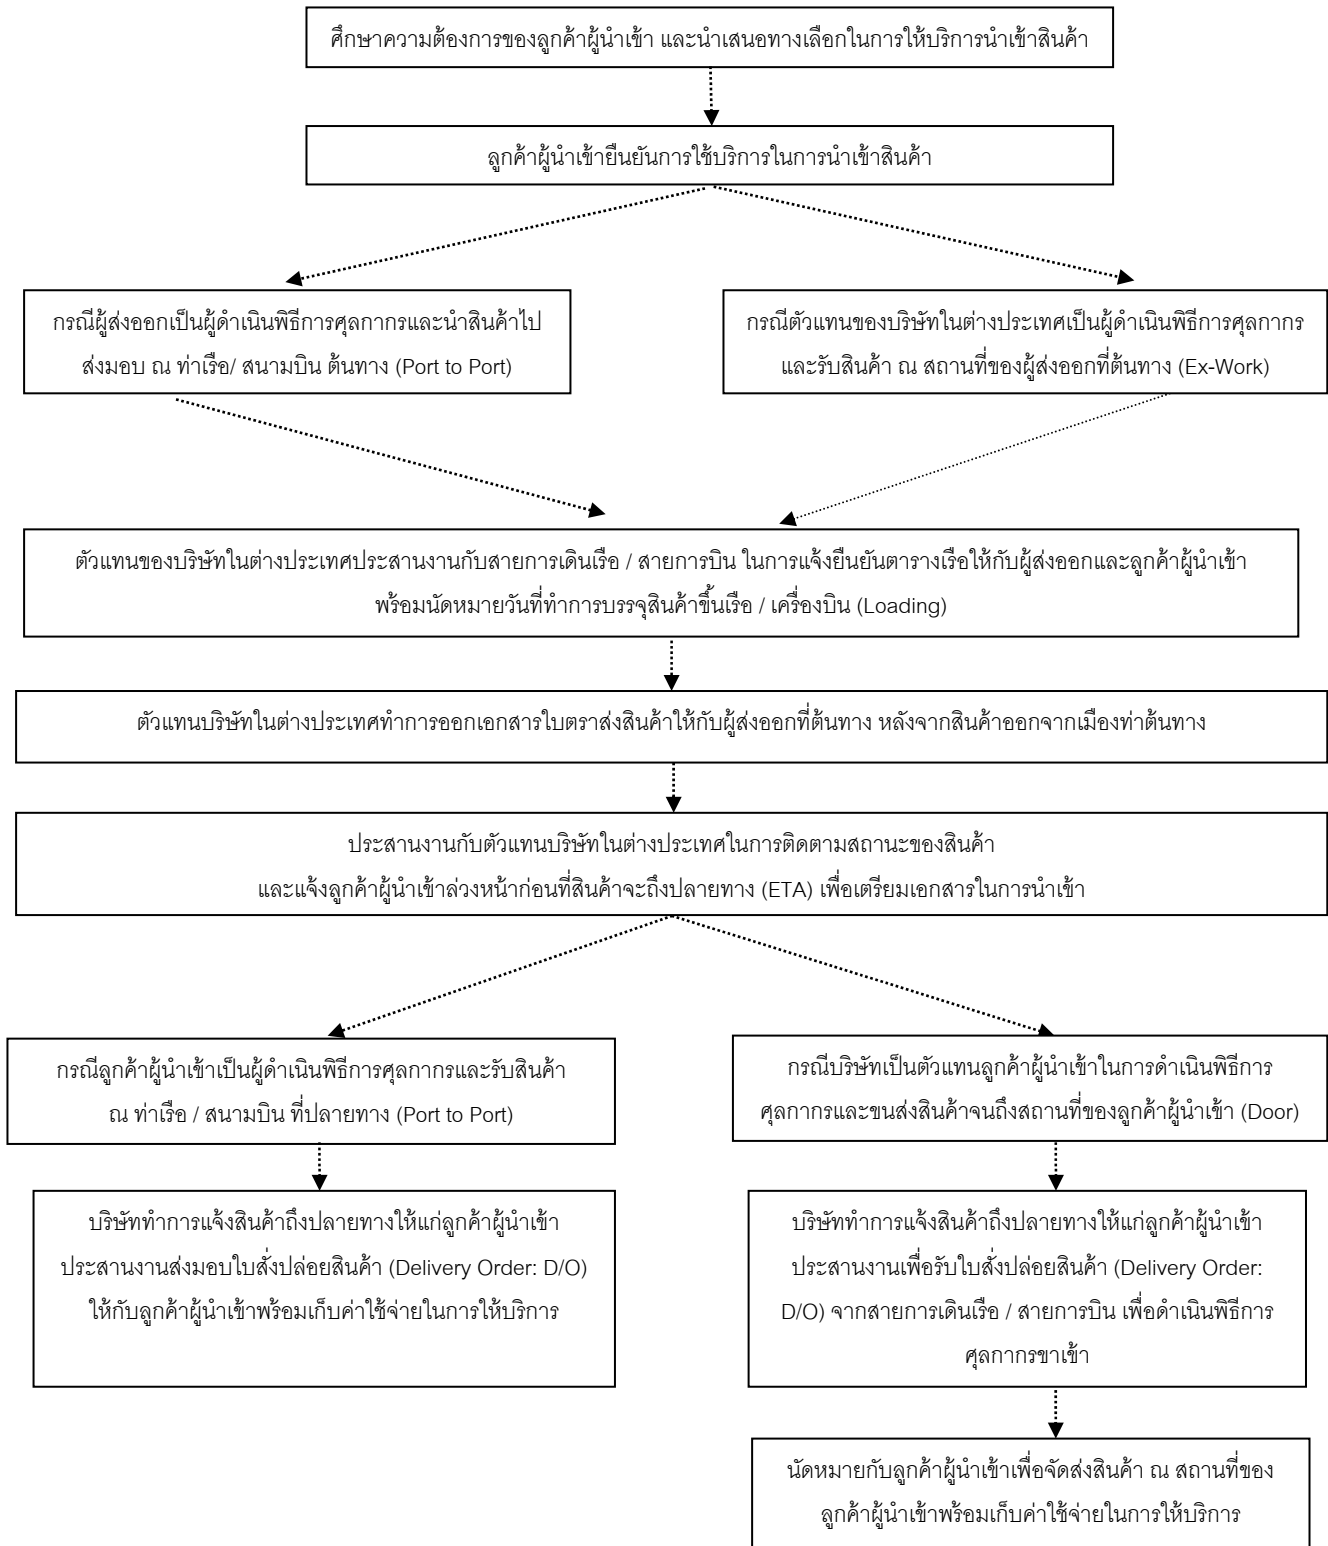 ศึกษาความต้องการของลูกค้าผู้นำเข้า และนำเสนอทางเลือกในการให้บริการนำเข้าสินค้า
ลูกค้าผู้นำเข้ายืนยันการใช้บริการในการนำเข้าสินค้า
กรณีผู้ส่งออกเป็นผู้ดำเนินพิธีการศุลกากรและนำสินค้าไป
ส่งมอบ ณ ท่าเรือ/ สนามบิน ต้นทาง (Port to Port)
กรณีตัวแทนของบริษัทในต่างประเทศเป็นผู้ดำเนินพิธีการศุลกากร
และรับสินค้า ณ สถานที่ของผู้ส่งออกที่ต้นทาง (Ex-Work)
ตัวแทนของบริษัทในต่างประเทศประสานงานกับสายการเดินเรือ / สายการบิน ในการแจ้งยืนยันตารางเรือให้กับผู้ส่งออกและลูกค้าผู้นำเข้า
พร้อมนัดหมายวันที่ทำการบรรจุสินค้าขึ้นเรือ / เครื่องบิน (Loading)
ตัวแทนบริษัทในต่างประเทศทำการออกเอกสารใบตราส่งสินค้าให้กับผู้ส่งออกที่ต้นทาง หลังจากสินค้าออกจากเมืองท่าต้นทาง
ประสานงานกับตัวแทนบริษัทในต่างประเทศในการติดตามสถานะของสินค้า
และแจ้งลูกค้าผู้นำเข้าล่วงหน้าก่อนที่สินค้าจะถึงปลายทาง (ETA) เพื่อเตรียมเอกสารในการนำเข้า
กรณีลูกค้าผู้นำเข้าเป็นผู้ดำเนินพิธีการศุลกากรและรับสินค้า
ณ ท่าเรือ / สนามบิน ที่ปลายทาง (Port to Port)
กรณีบริษัทเป็นตัวแทนลูกค้าผู้นำเข้าในการดำเนินพิธีการ
ศุลกากรและขนส่งสินค้าจนถึงสถานที่ของลูกค้าผู้นำเข้า (Door)
บริษัททำการแจ้งสินค้าถึงปลายทางให้แก่ลูกค้าผู้นำเข้า
ประสานงานส่งมอบใบสั่งปล่อยสินค้า (Delivery Order: D/O)
ให้กับลูกค้าผู้นำเข้าพร้อมเก็บค่าใช้จ่ายในการให้บริการ
บริษัททำการแจ้งสินค้าถึงปลายทางให้แก่ลูกค้าผู้นำเข้า
ประสานงานเพื่อรับใบสั่งปล่อยสินค้า (Delivery Order:
D/O) จากสายการเดินเรือ / สายการบิน เพื่อดำเนินพิธีการ
ศุลกากรขาเข้า
นัดหมายกับลูกค้าผู้นำเข้าเพื่อจัดส่งสินค้า ณ สถานที่ของ
ลูกค้าผู้นำเข้าพร้อมเก็บค่าใช้จ่ายในการให้บริการ